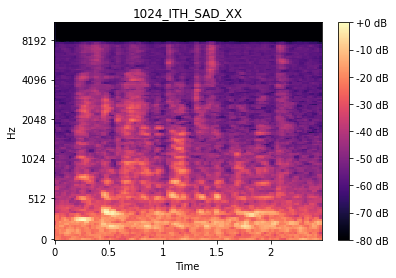 1024_ITH_SAD_XX
+0 dB
8192
-10 dB
4096
-20 dB
-30 dB
Hz
2048
-40 dB
1024
-50 dB
512
-60 dB
-70 dB
0
-80 dB
0 0.5 1 1.5 2
Time